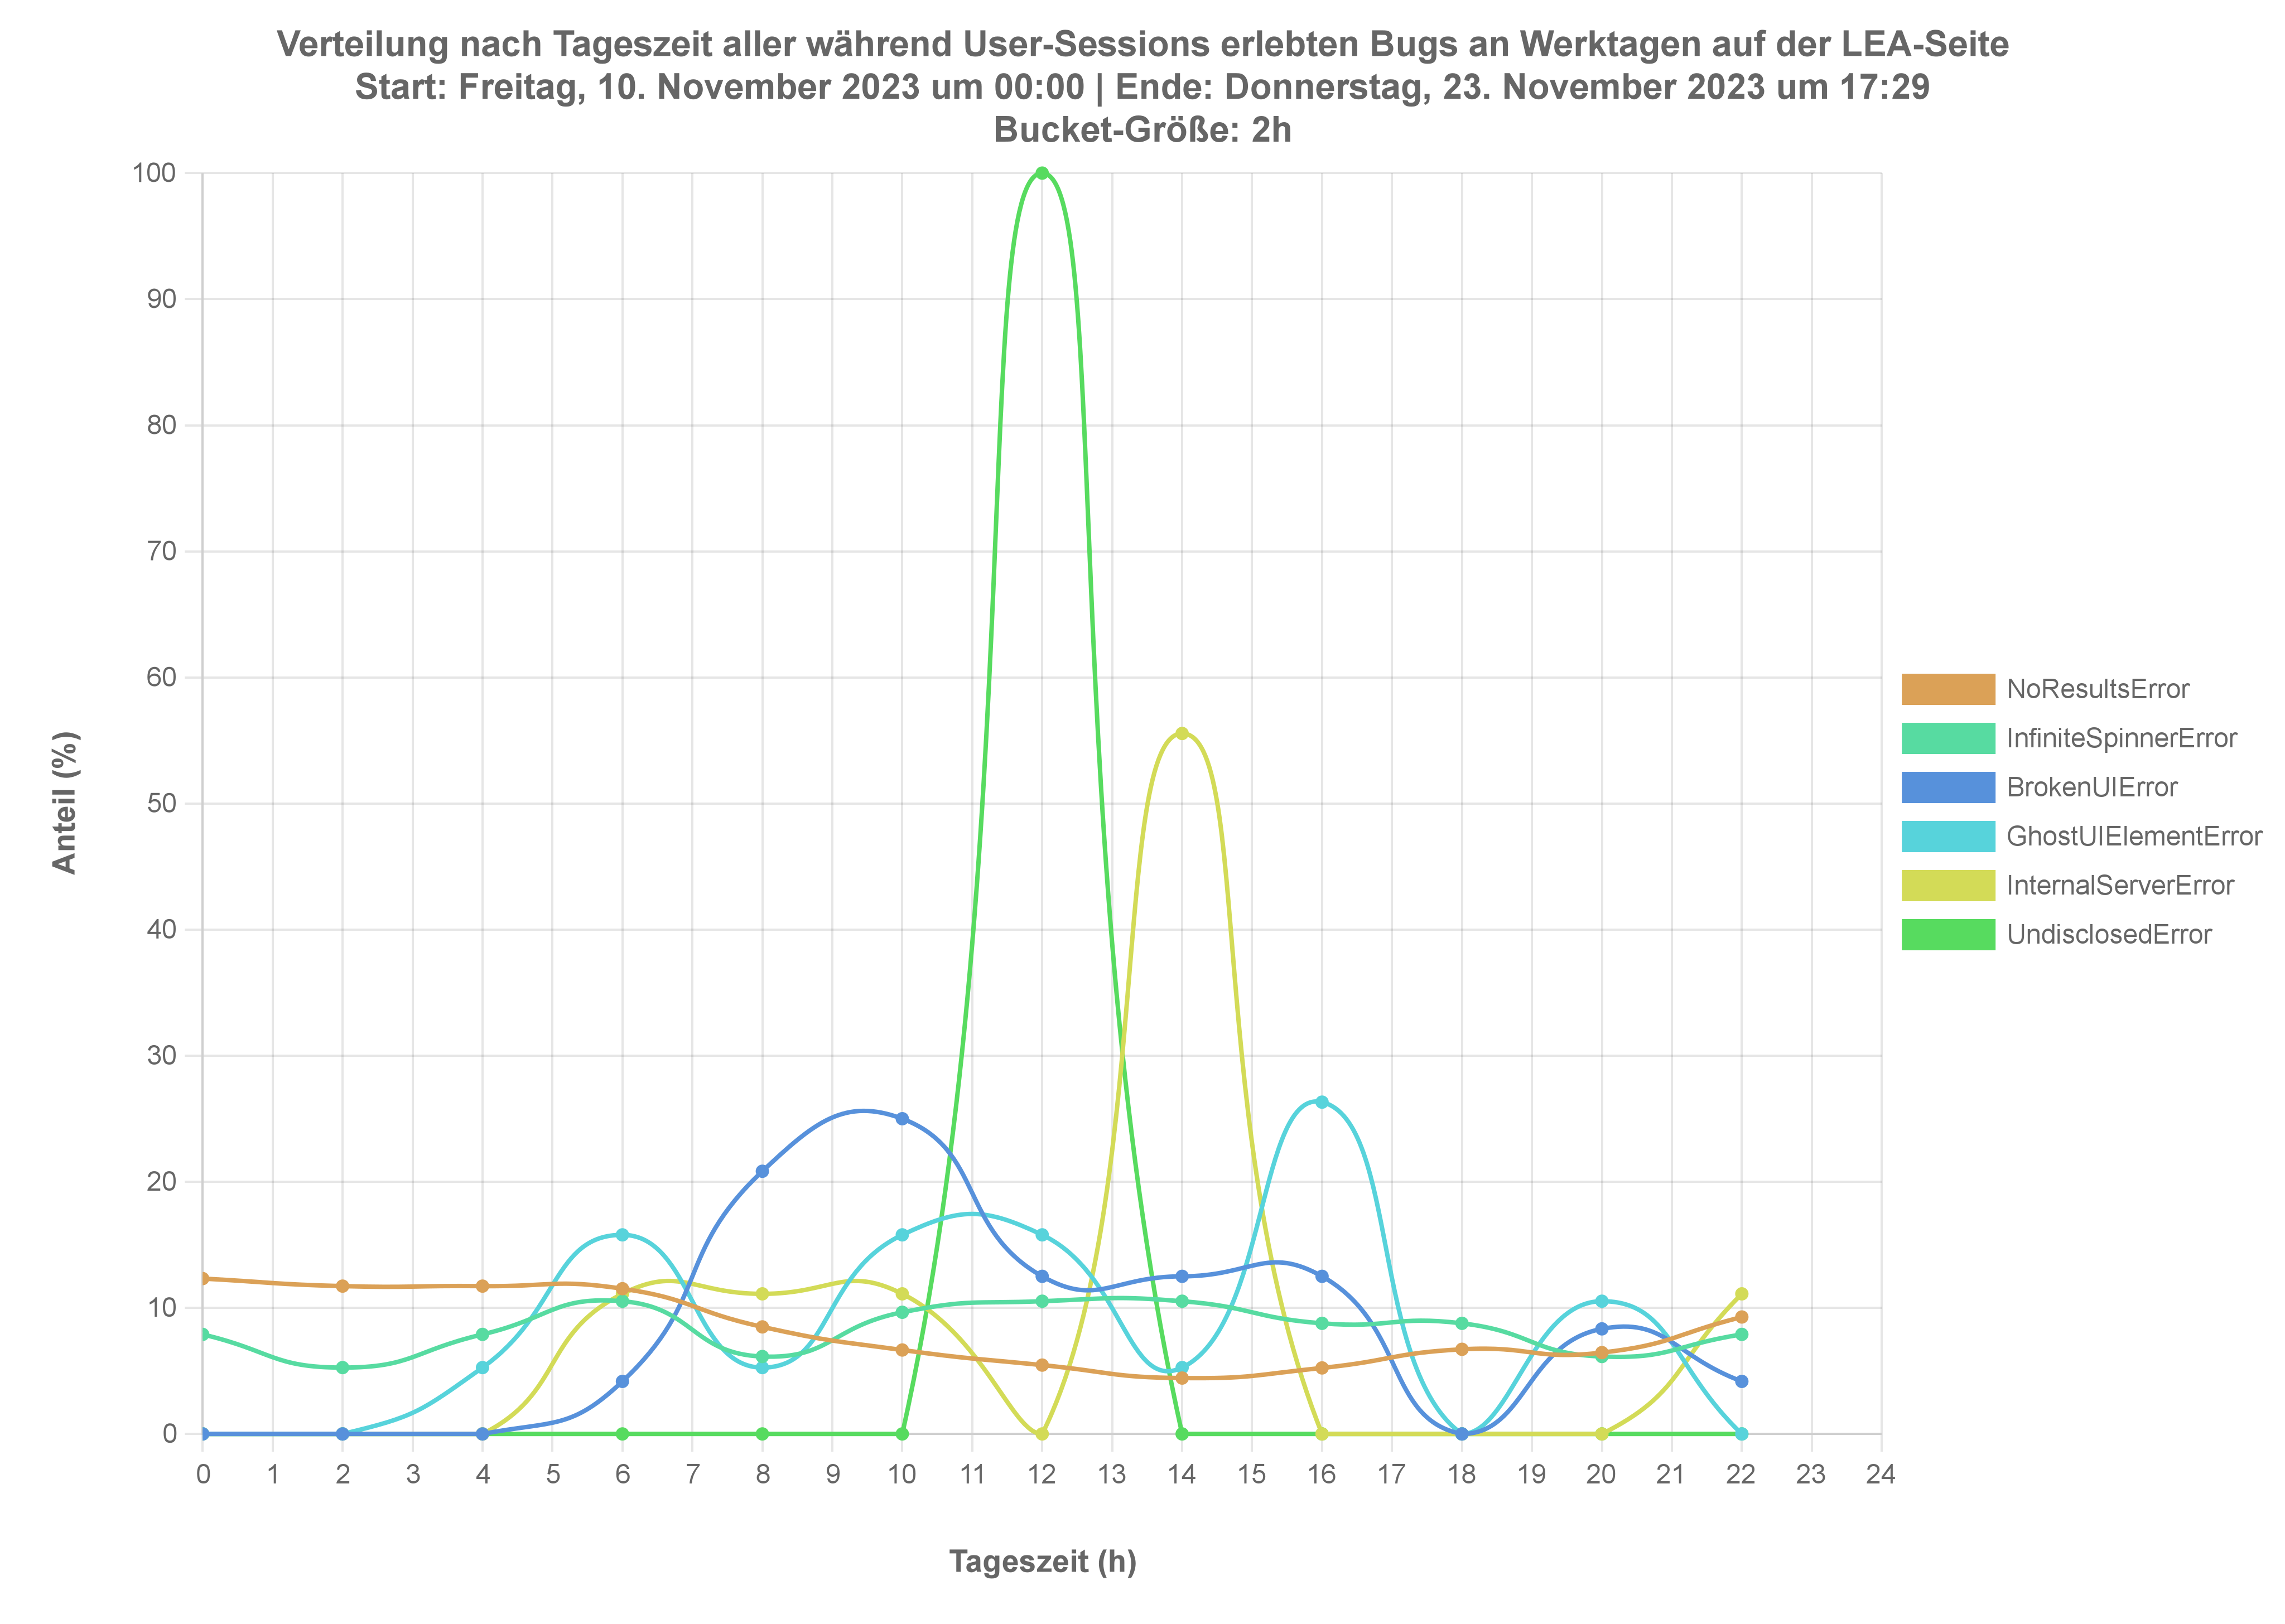 Verteilung nach Tageszeit aller während User-Sessions erlebten Bugs an Werktagen auf der LEA-Seite
Start: Freitag, 10. November 2023 um 00:00 | Ende: Donnerstag, 23. November 2023 um 17:29
Bucket-Größe: 2h
100
90
80
70
60
50
40
30
20
10
0
Anteil (%)
0 1 2 3 4 5 6 7 8 9 10 11 12 13 14 15 16 17 18 19 20 21 22 23 24
Tageszeit (h)
NoResultsError
InfiniteSpinnerError
BrokenUIError
GhostUIElementError
InternalServerError
UndisclosedError